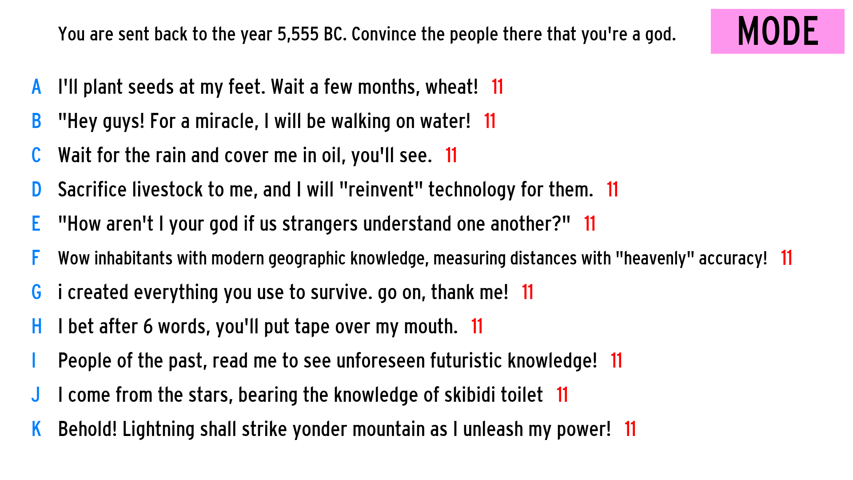 You are sent back to the year 5,555 BC. Convince the people there that you're a god.
MODE
A I'll plant seeds at my feet. Wait a few months, wheat! 11
B "Hey guys! For a miracle, I will be walking on water! 11
C Wait for the rain and cover me in oil, you'll see. 11
D Sacrifice livestock to me, and I will "reinvent" technology for them. 11
E "How aren't I your god if us strangers understand one another?" 11
F Wow inhabitants with modern geographic knowledge, measuring distances with "heavenly" accuracy! 11
G i created everything you use to survive. go on, thank me! 11
H I bet after 6 words, you'll put tape over my mouth. 11
I People of the past, read me to see unforeseen futuristic knowledge! 11
J I come from the stars, bearing the knowledge of skibidi toilet 11
K Behold! Lightning shall strike yonder mountain as I unleash my power! 11